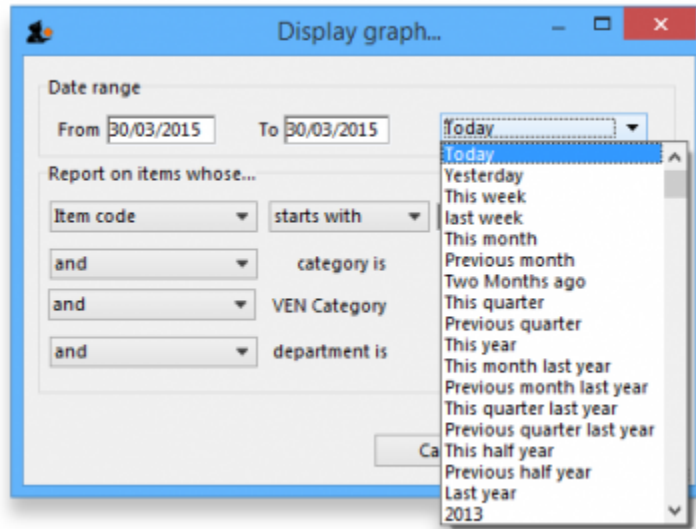 Display graph...
Date range
From 30/03/2015 To 30/03/2015 Today
Today
Yesterday
This week
last week
This month
Previous month
Two Months ago
This quarter
Previous quarter
This year
This month last year
Previous month last year
This quarter last year
Previous quarter last year
This half year
Previous half year
Last year
2013
Report on items whose...
Item code starts with
and category is
and VEN Category
and department is